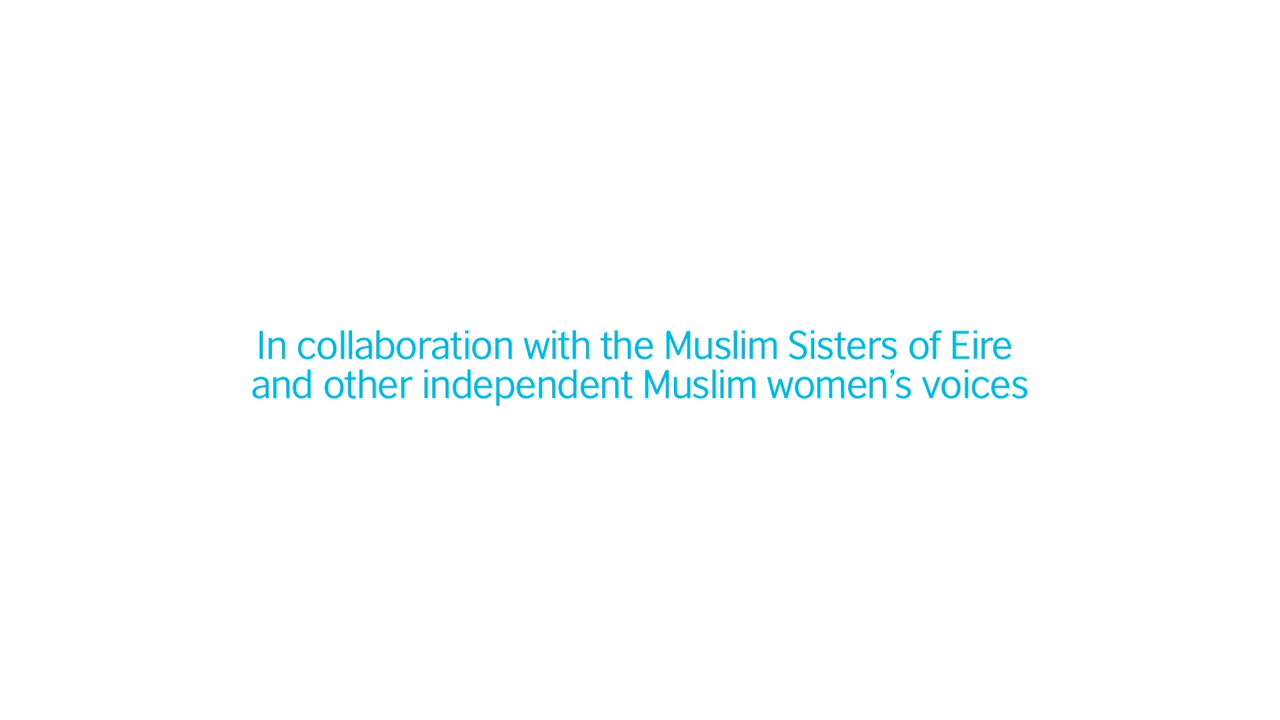 In collaboration with the Muslim Sisters of Eire
and other independent Muslim women’s voices